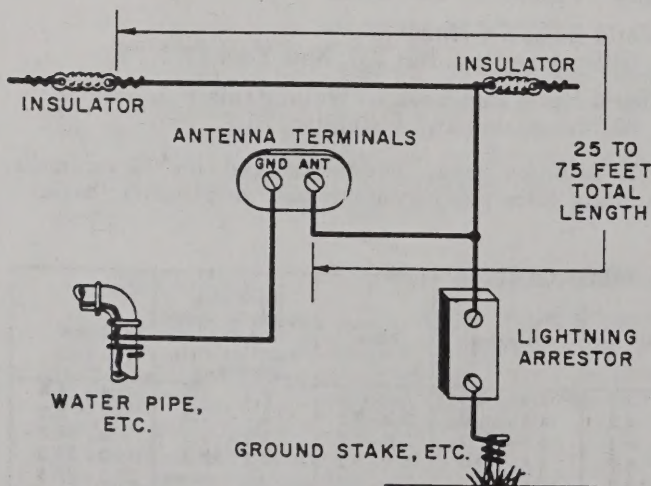 INSULATOR
INSULATOR
ANTENNA TERMINALS
GND ANT
25 TO
75 FEET
TOTAL
LENGTH
LIGHTNING
ARRESTOR
WATER PIPE,
ETC.
GROUND STAKE, ETC.